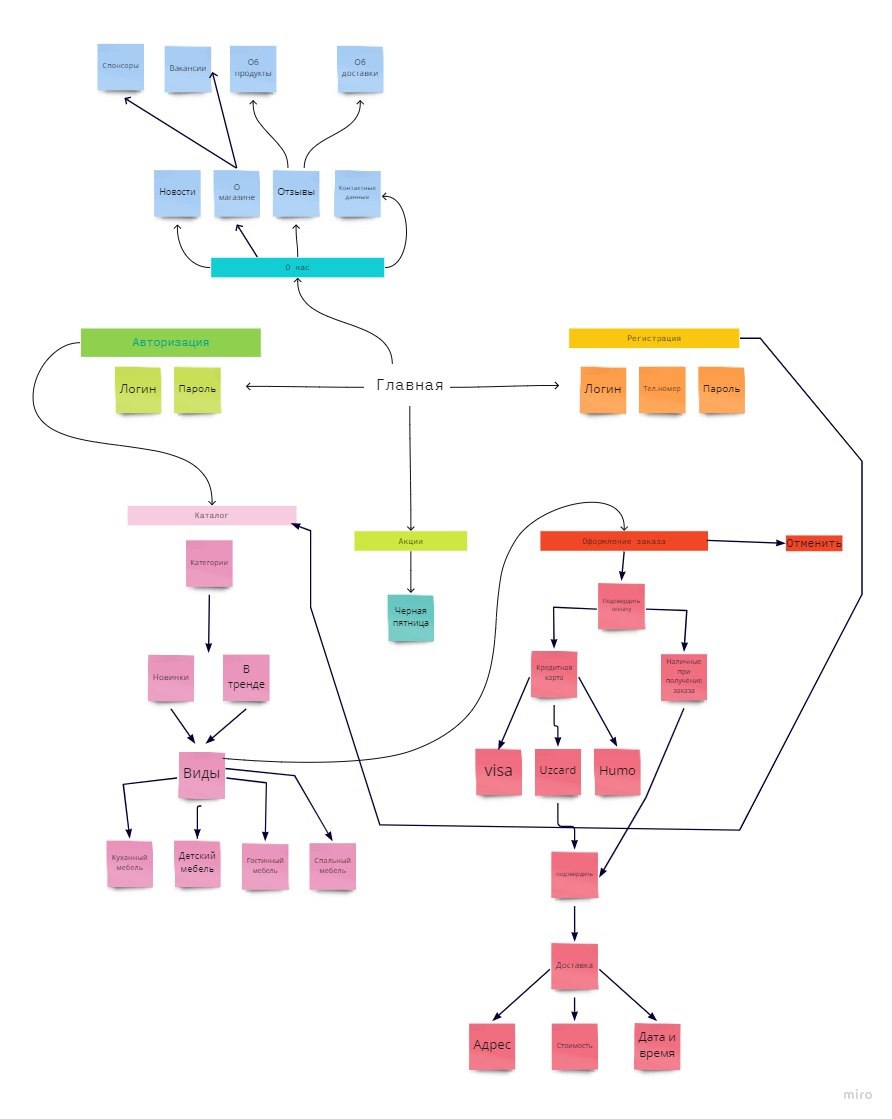 Спонсоры
Вакансии
Об
продукты
Об
доставки
Новости
О
магазине
Отзывы
Контактные
данные
О нас
Авторизация
Регистрация
Логин
Пароль
Главная
Логин
Тел.номер
Пароль
Каталог
Акции
Оформление заказа
Отменить
Категории
Черная
пятница
Подтвердить
оплату
Новинки
В
тренде
Кредитная
карта
Наличные
при
получение
заказа
Виды
visa
Uzcard
Humo
Куханный
мебель
Детский
мебель
Гостинный
мебель
Спальный
мебель
подтвердить
Доставка
Адрес
Стоимость
Дата и
время
miro